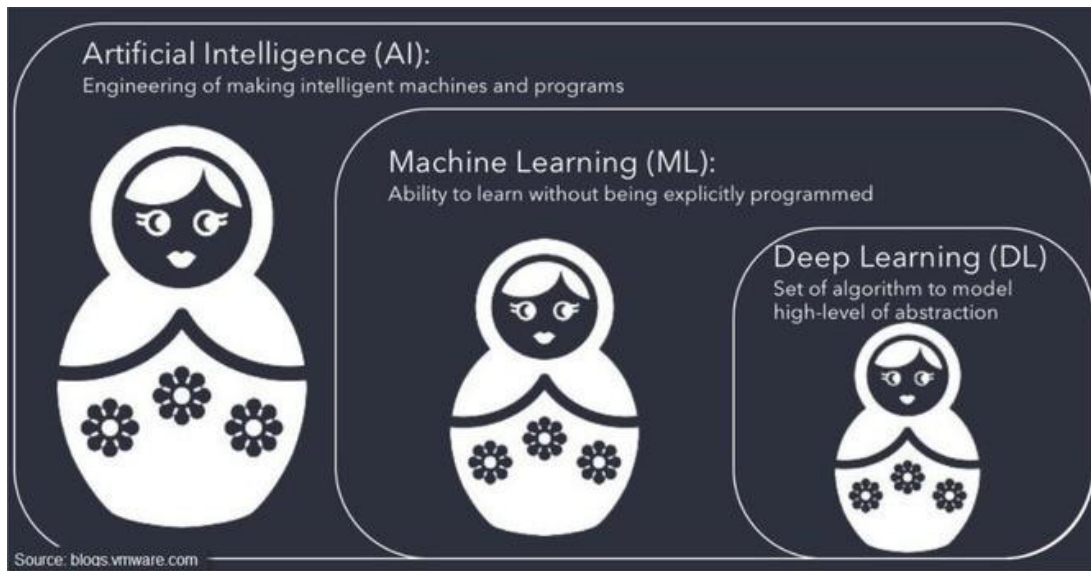 Artificial Intelligence (AI):
Engineering of making intelligent machines and programs
Machine Learning (ML):
Ability to learn without being explicitly programmed
Deep Learning (DL)
Set of algorithm to model
high-level of abstraction
Source: blogs.vmware.com